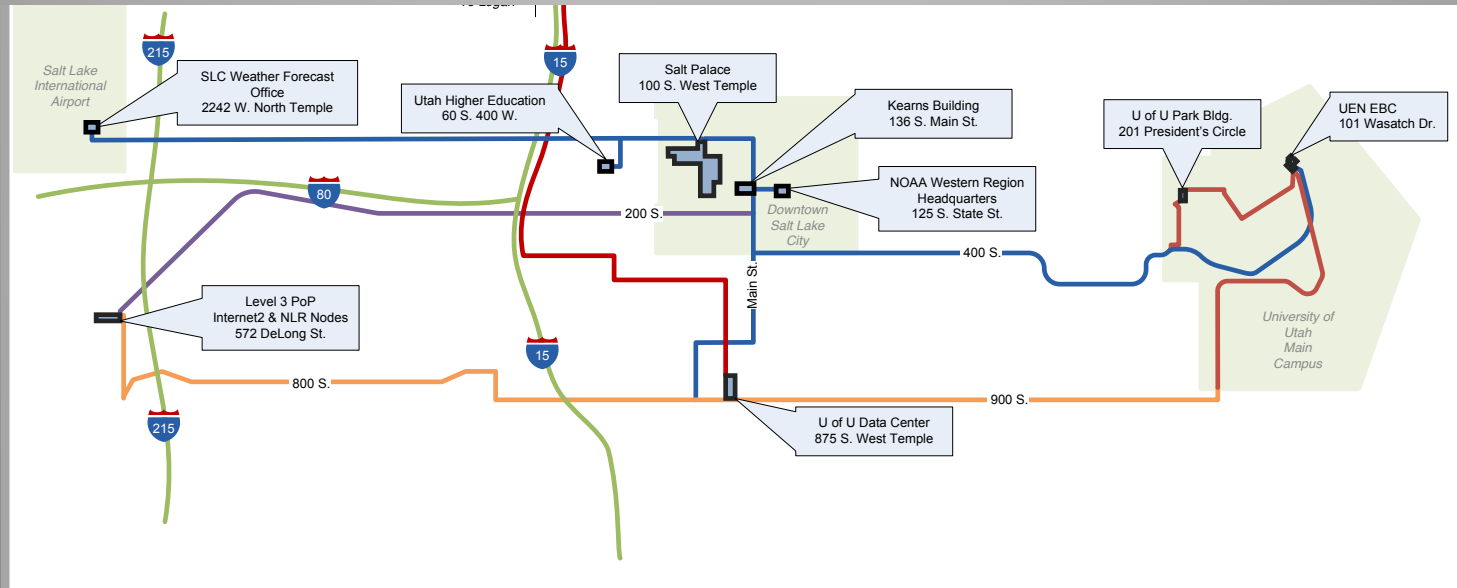 To Logan
215
15
Salt Lake
International
Airport
SLC Weather Forecast
Office
2242 W. North Temple
Utah Higher Education
60 S. 400 W.
Salt Palace
100 S. West Temple
Kearns Building
136 S. Main St.
U of U Park Bldg.
201 President's Circle
UEN EBC
101 Wasatch Dr.
80
200 S.
NOAA Western Region
Headquarters
125 S. State St.
Downtown
Salt Lake
City
400 S.
Main St.
Level 3 PoP
Internet2 & NLR Nodes
572 DeLong St.
15
University of
Utah
Main
Campus
800 S.
900 S.
215
U of U Data Center
875 S. West Temple